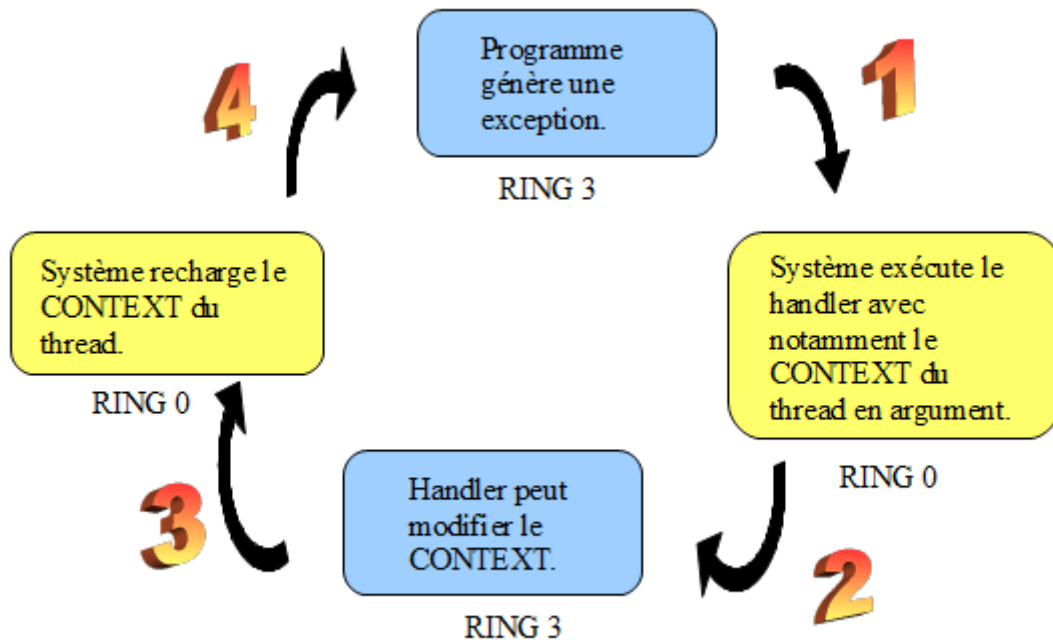 Programme
génère une
exception.
RING 3
1
Système exécute le
handler avec
notamment le
CONTEXT du
thread en argument.
RING 0
2
Handler peut
modifier le
CONTEXT.
RING 3
3
Système recharge le
CONTEXT du
thread.
RING 0
4